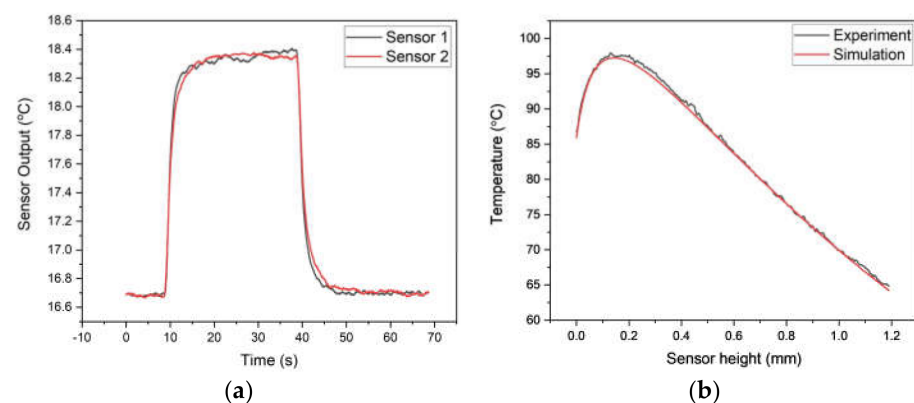 18.6
18.4
18.2
18.0
17.8
17.6
17.4
17.2
17.0
16.8
16.6
Sensor Output (°C)
Sensor 1
Sensor 2
-10 0 10 20 30 40 50 60 70
Time (s)
(a)
100
95
90
85
80
75
70
65
60
Temperature (°C)
Experiment
Simulation
0.0 0.2 0.4 0.6 0.8 1.0 1.2
Sensor height (mm)
(b)